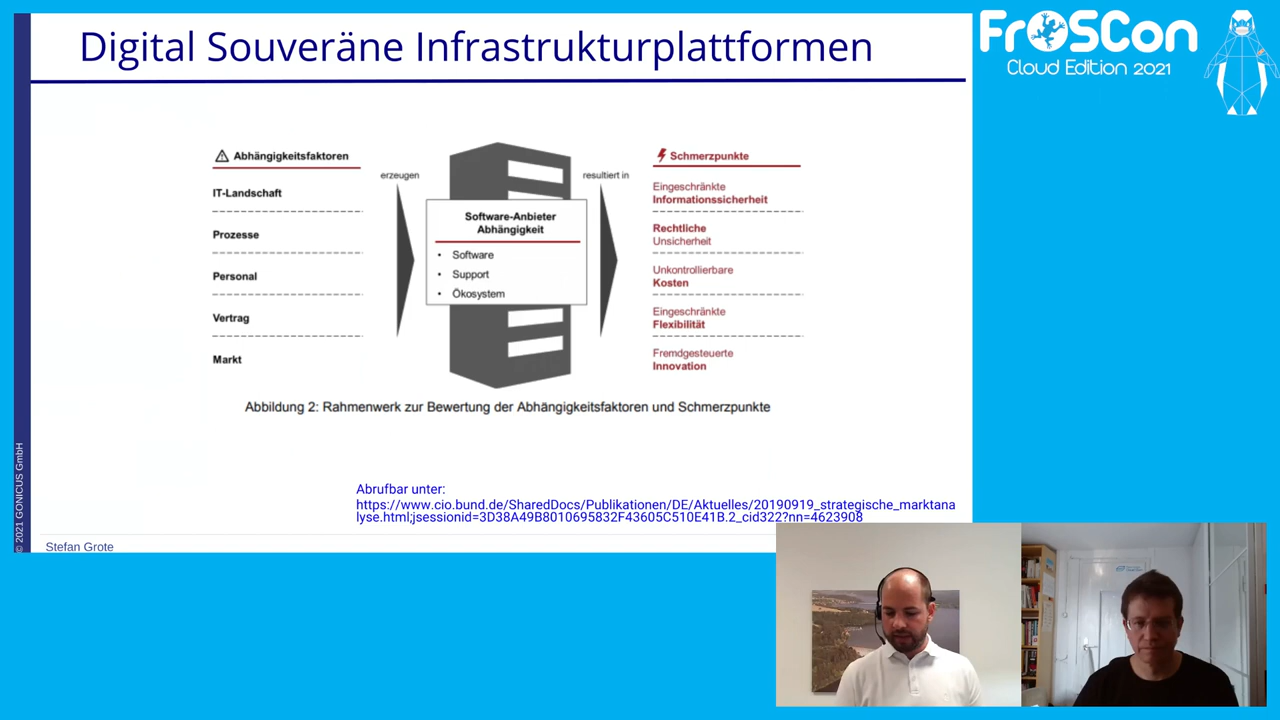 Digital Souveräne Infrastrukturplattformen
FrOSCon
Cloud Edition 2021
Abhängigkeitsfaktoren
IT-Landschaft
Prozesse
Personal
Vertrag
Markt
erzeugen
Software-Anbieter
Abhängigkeit
• Software
• Support
• Ökosystem
resultiert in
Schmerzpunkte
Eingeschränkte
Informationssicherheit
Rechtliche
Unsicherheit
Unkontrollierbare
Kosten
Eingeschränkte
Flexibilität
Fremdgesteuerte
Innovation
Abbildung 2: Rahmenwerk zur Bewertung der Abhängigkeitsfaktoren und Schmerzpunkte
Abrufbar unter:
https://www.cio.bund.de/SharedDocs/Publikationen/DE/Aktuelles/20190919_strategische_marktana
lyse.html;jsessionid=3D38A49B8010695832F43605C510E41B.2_cid322?nn=4623908
© 2021 GONICUS GmbH
Stefan Grote